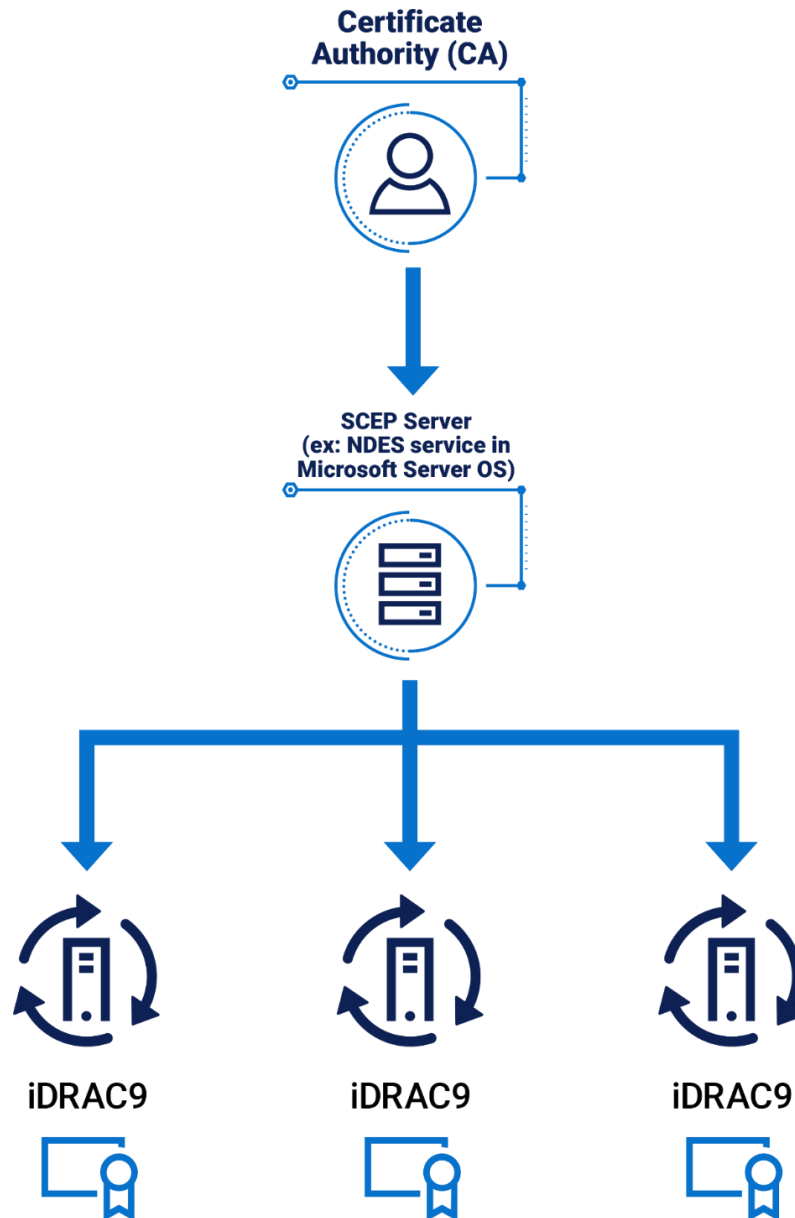 Certificate
Authority (CA)
SCEP Server
(ex: NDES service in
Microsoft Server OS)
iDRAC9
iDRAC9
iDRAC9